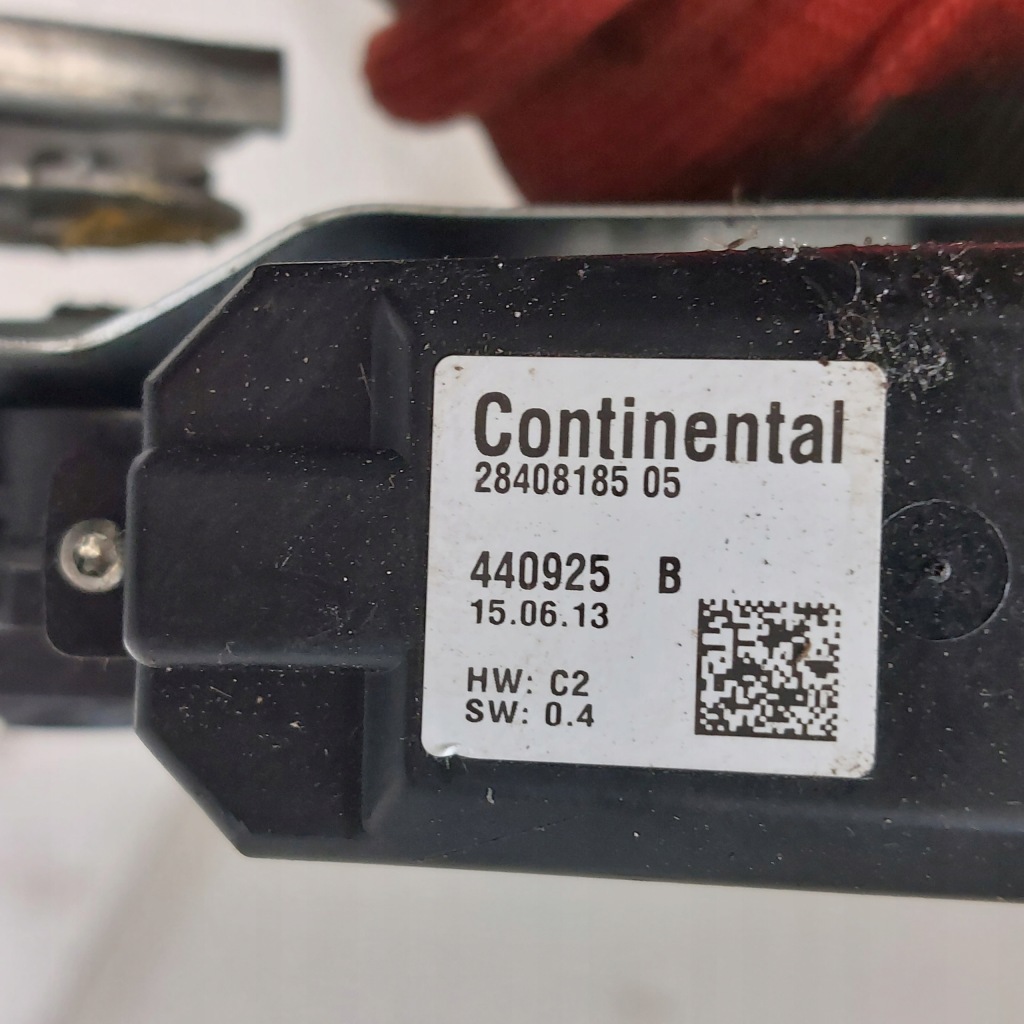 Continental
28408185 05
440925 B
15.06.13
HW: C2
SW: 0.4